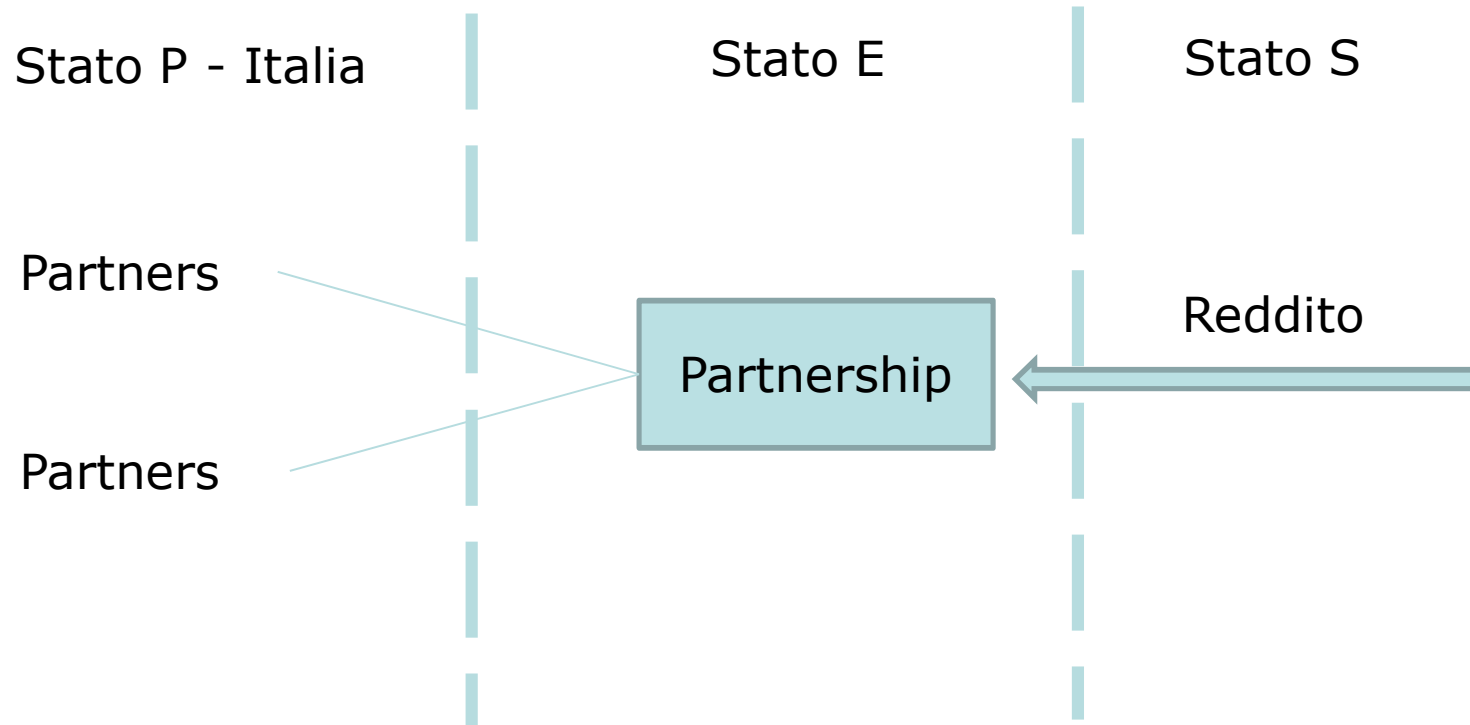 Stato P - Italia
Stato E
Stato S
Partners
Reddito
Partnership
Partners